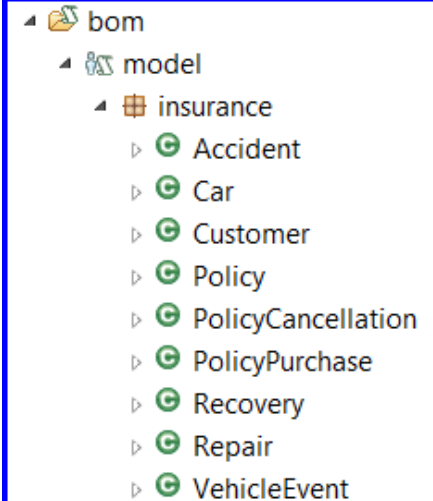 bom
model
insurance
Accident
Car
Customer
Policy
PolicyCancellation
PolicyPurchase
Recovery
Repair
VehicleEvent